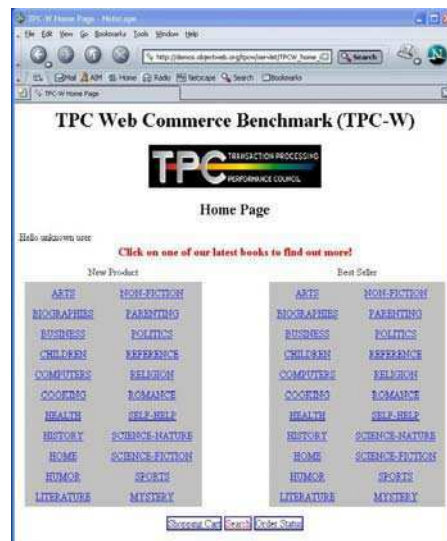 TPC-W Home Page - Netscape
File Edit View Go Bookmarks Tools Window Help
Search
Mail AIM Home Radio Netscape Search Bookmarks
TPC-W Home Page
TPC Web Commerce Benchmark (TPC-W)
TPC TRANSACTION PROCESSING
PERFORMANCE COUNCIL
Home Page
Hello unknown user
Click on one of our latest books to find out more!
New Product Best Seller
ARTS NON-FICTION ARTS NON-FICTION
BIOGRAPHIES PARENTING BIOGRAPHIES PARENTING
BUSINESS POLITICS BUSINESS POLITICS
CHILDREN REFERENCE CHILDREN REFERENCE
COMPUTERS RELIGION COMPUTERS RELIGION
COOKING ROMANCE COOKING ROMANCE
HEALTH SELF-HELP HEALTH SELF-HELP
HISTORY SCIENCE-NATURE HISTORY SCIENCE-NATURE
HOME SCIENCE-FICTION HOME SCIENCE-FICTION
HUMOR SPORTS HUMOR SPORTS
LITERATURE MYSTERY LITERATURE MYSTERY
Shopping Cart Search Order Status